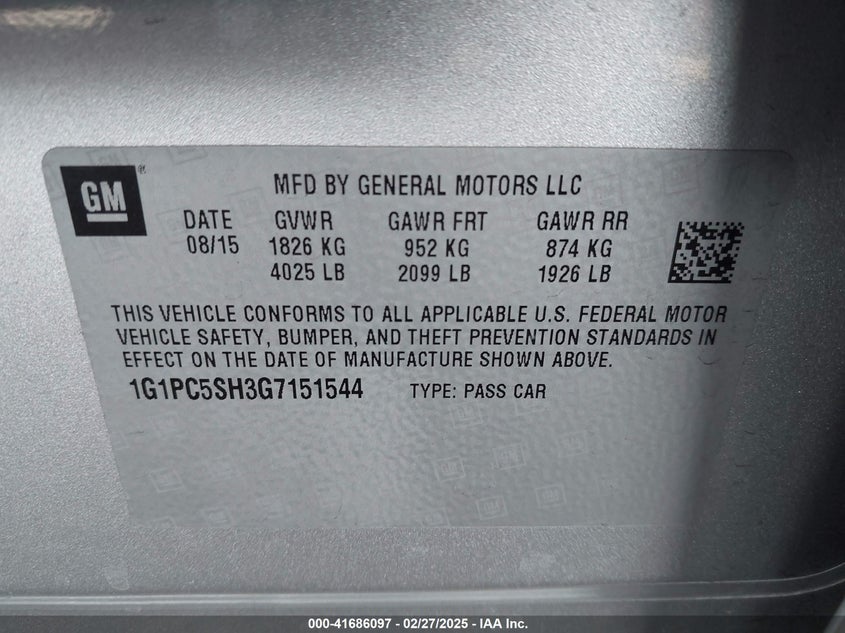 GM
MFD BY GENERAL MOTORS LLC
DATE GVWR GAWR FRT GAWR RR
08/15 1826 KG 952 KG 874 KG
4025 LB 2099 LB 1926 LB
THIS VEHICLE CONFORMS TO ALL APPLICABLE U.S. FEDERAL MOTOR
VEHICLE SAFETY, BUMPER, AND THEFT PREVENTION STANDARDS IN
EFFECT ON THE DATE OF MANUFACTURE SHOWN ABOVE.
1G1PC5SH3G7151544 TYPE: PASS CAR
000-41686097 - 02/27/2025 - IAA Inc.